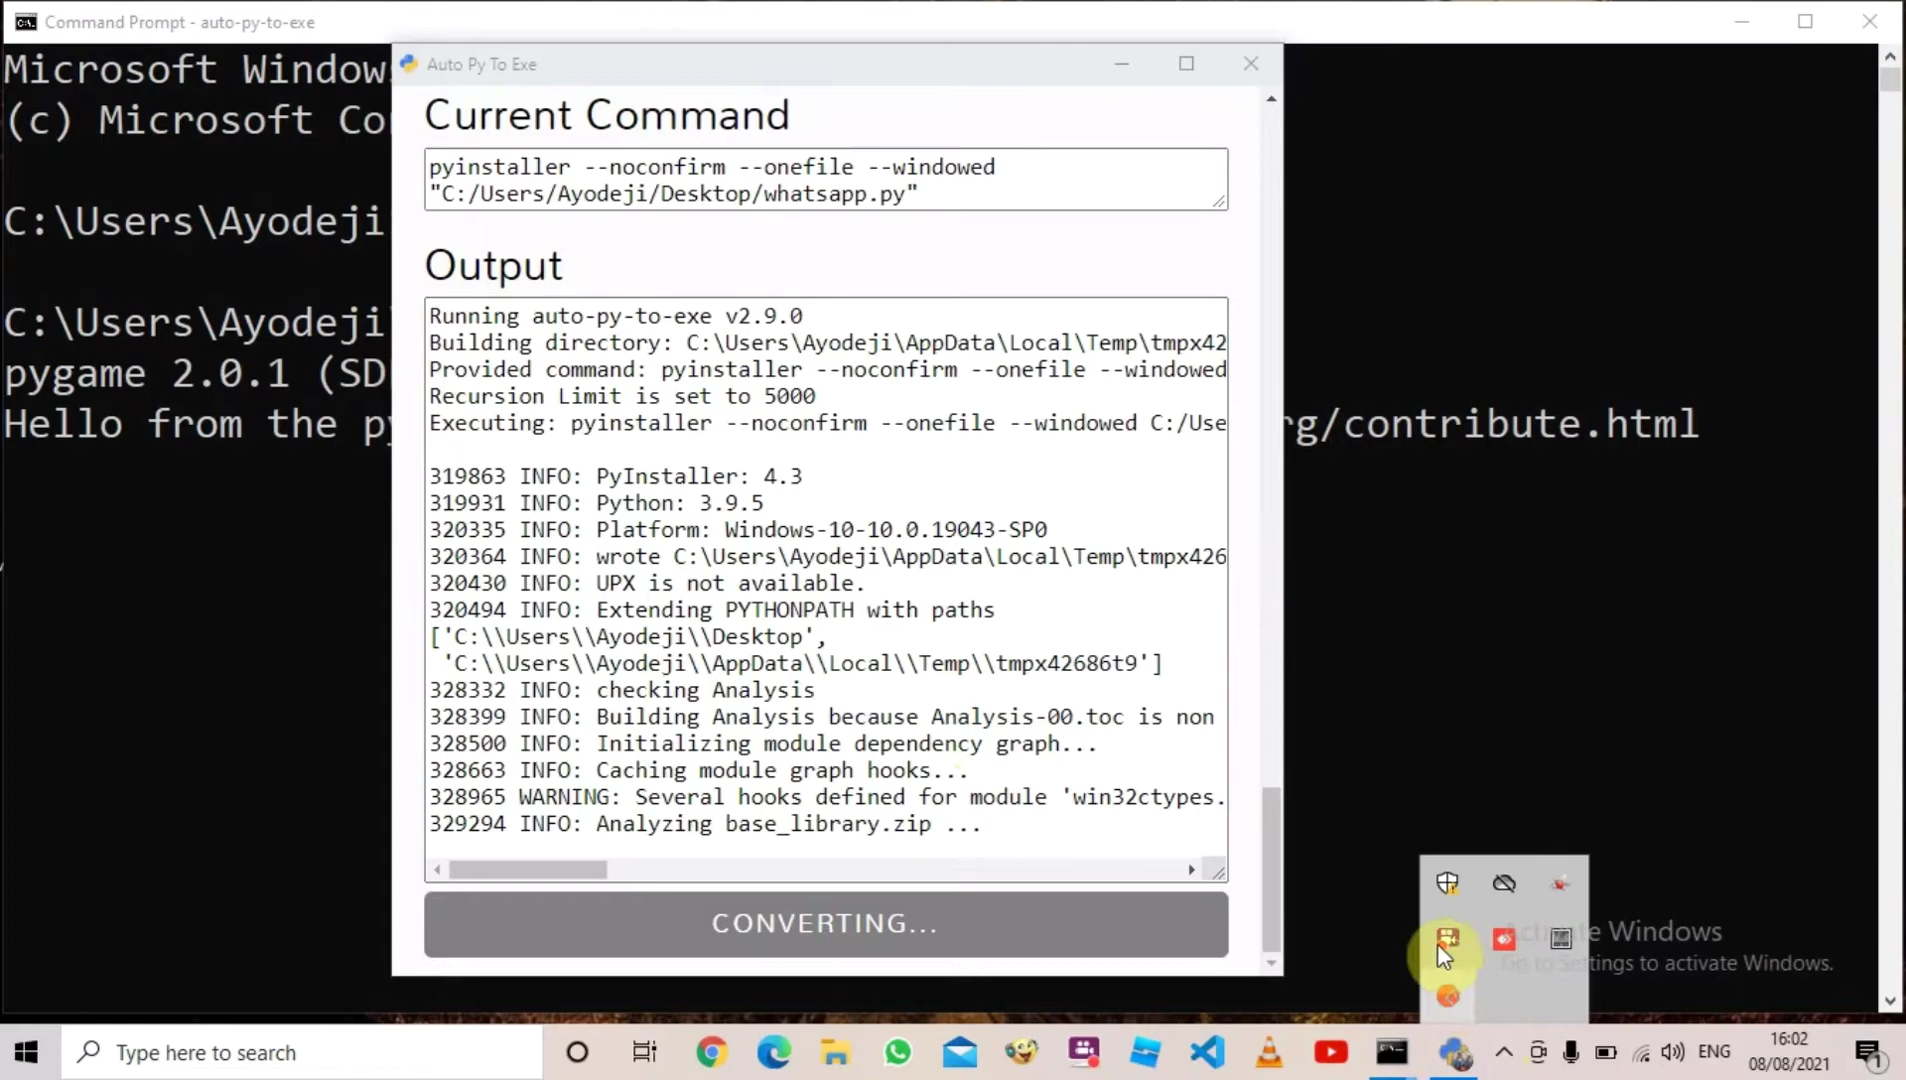 Command Prompt - auto-py-to-exe
Microsoft Windows
(c) Microsoft Co
C:\Users\Ayodeji
C:\Users\Ayodeji
pygame 2.0.1 (SD
Hello from the py
rg/contribute.html
Auto Py To Exe
Current Command
pyinstaller --noconfirm --onefile --windowed
"C:/Users/Ayodeji/Desktop/whatsapp.py"
Output
Running auto-py-to-exe v2.9.0
Building directory: C:\Users\Ayodeji\AppData\Local\Temp\tmpx42
Provided command: pyinstaller --noconfirm --onefile --windowed
Recursion Limit is set to 5000
Executing: pyinstaller --noconfirm --onefile --windowed C:/Use
319863 INFO: PyInstaller: 4.3
319931 INFO: Python: 3.9.5
320335 INFO: Platform: Windows-10-10.0.19043-SP0
320364 INFO: wrote C:\Users\Ayodeji\AppData\Local\Temp\tmpx426
320430 INFO: UPX is not available.
320494 INFO: Extending PYTHONPATH with paths
['C:\\Users\\Ayodeji\\Desktop',
'C:\\Users\\Ayodeji\\AppData\\Local\\Temp\\tmpx42686t9']
328332 INFO: checking Analysis
328399 INFO: Building Analysis because Analysis-00.toc is non
328500 INFO: Initializing module dependency graph...
328663 INFO: Caching module graph hooks...
328965 WARNING: Several hooks defined for module 'win32ctypes.
329294 INFO: Analyzing base_library.zip ...
CONVERTING...
Activate Windows
Go to Settings to activate Windows.
Type here to search
ENG
16:02
08/08/2021
1